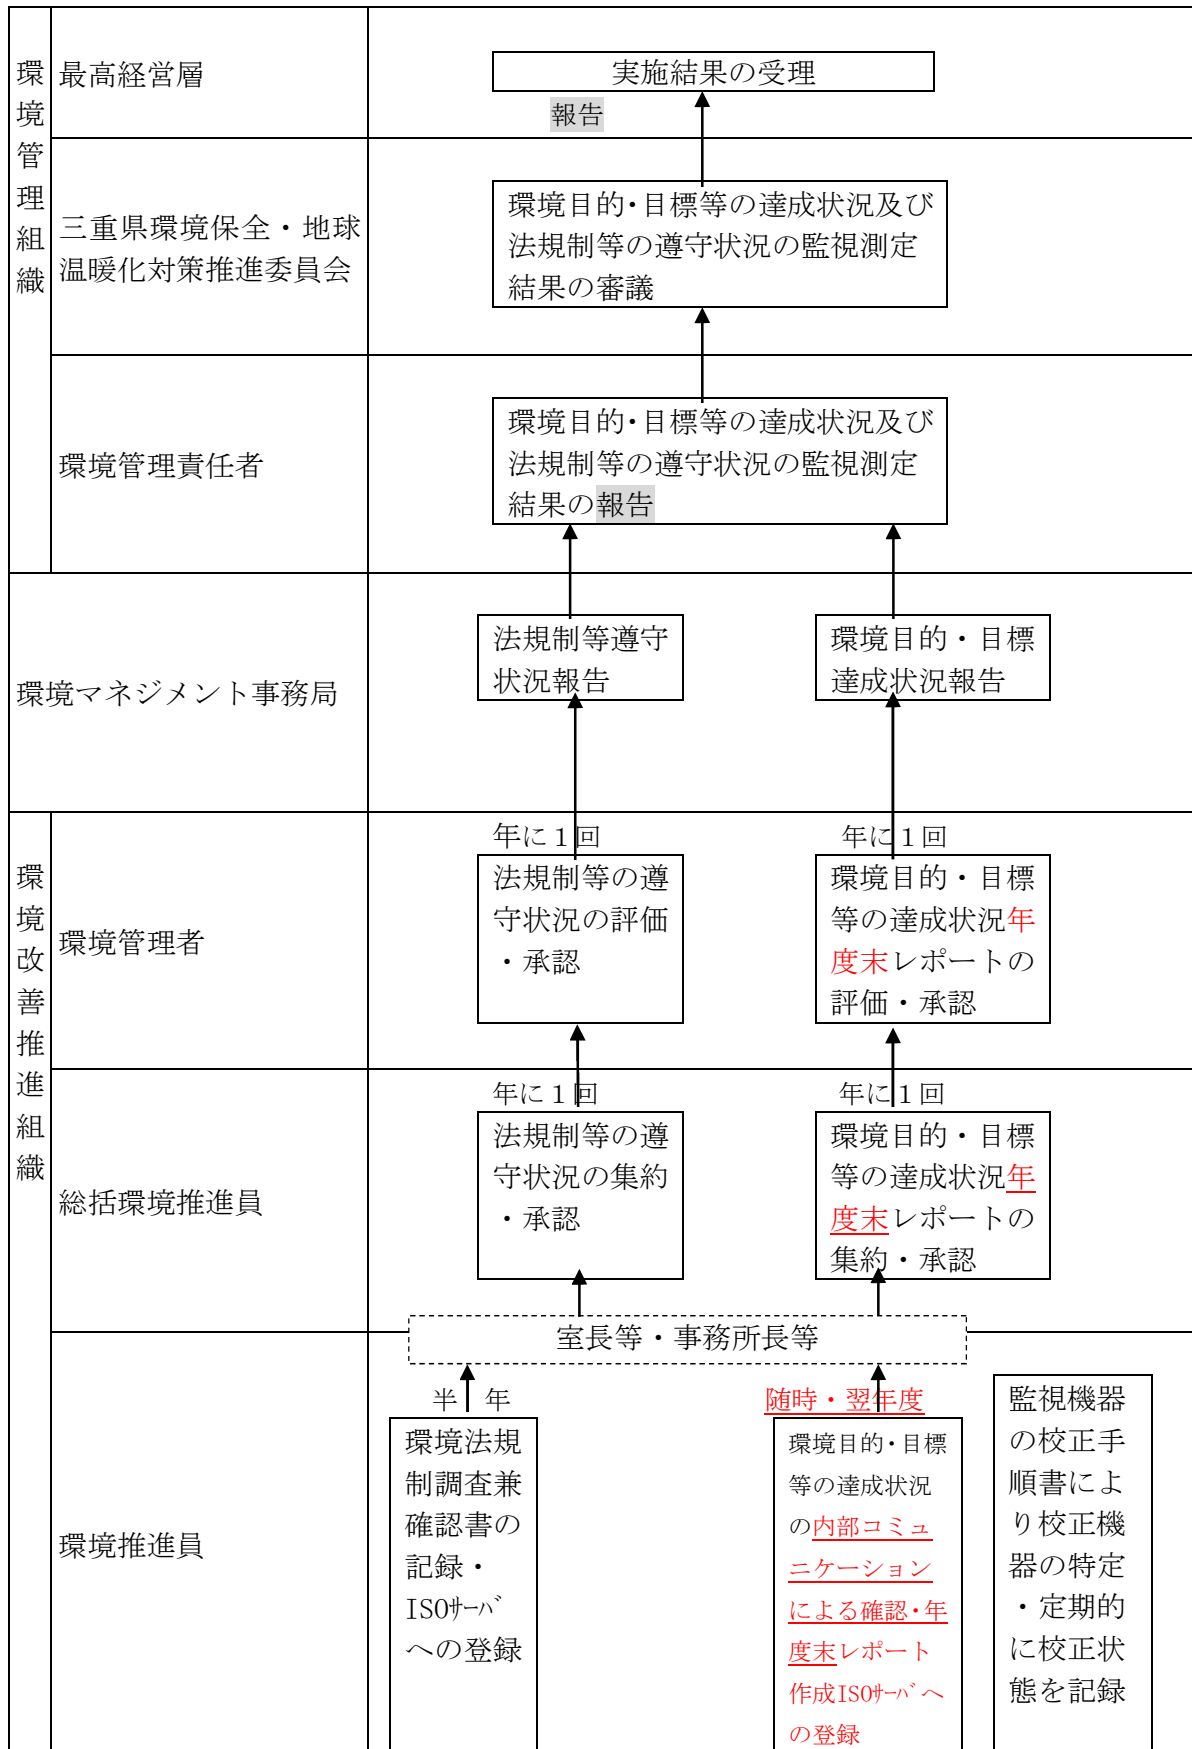 環境管理組織
最高経営層
実施結果の受理
報告
三重県環境保全・地球
温暖化対策推進委員会
環境目的・目標等の達成状況及び
法規制等の遵守状況の監視測定
結果の審議
環境管理責任者
環境目的・目標等の達成状況及び
法規制等の遵守状況の監視測定
結果の報告
環境マネジメント事務局
法規制等遵守
状況報告
環境目的・目標
達成状況報告
環境改善推進組織
環境管理者
年に１回
法規制等の遵
守状況の評価
・承認
年に１回
環境目的・目標
等の達成状況年
度末レポートの
評価・承認
総括環境推進員
年に１回
法規制等の遵
守状況の集約
・承認
年に１回
環境目的・目標
等の達成状況年
度末レポートの
集約・承認
室長等・事務所長等
環境推進員
半　年
環境法規
制調査兼
確認書の
記録・
ISOｻｰﾊﾞ
への登録
随時・翌年度
環境目的・目標
等の達成状況
の内部コミュ
ニケーション
による確認・年
度末レポート
作成ISOｻｰﾊﾞへ
の登録
監視機器
の校正手
順書によ
り校正機
器の特定
・定期的
に校正状
態を記録